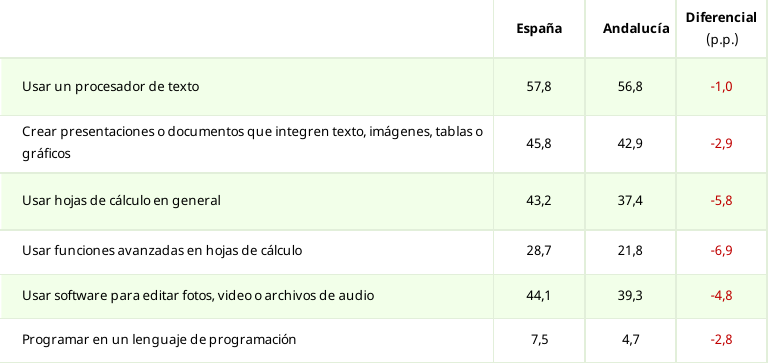 España Andalucía Diferencial (p.p.)
Usar un procesador de texto 57,8 56,8 -1,0
Crear presentaciones o documentos que integren texto, imágenes, tablas o
gráficos 45,8 42,9 -2,9
Usar hojas de cálculo en general 43,2 37,4 -5,8
Usar funciones avanzadas en hojas de cálculo 28,7 21,8 -6,9
Usar software para editar fotos, video o archivos de audio 44,1 39,3 -4,8
Programar en un lenguaje de programación 7,5 4,7 -2,8